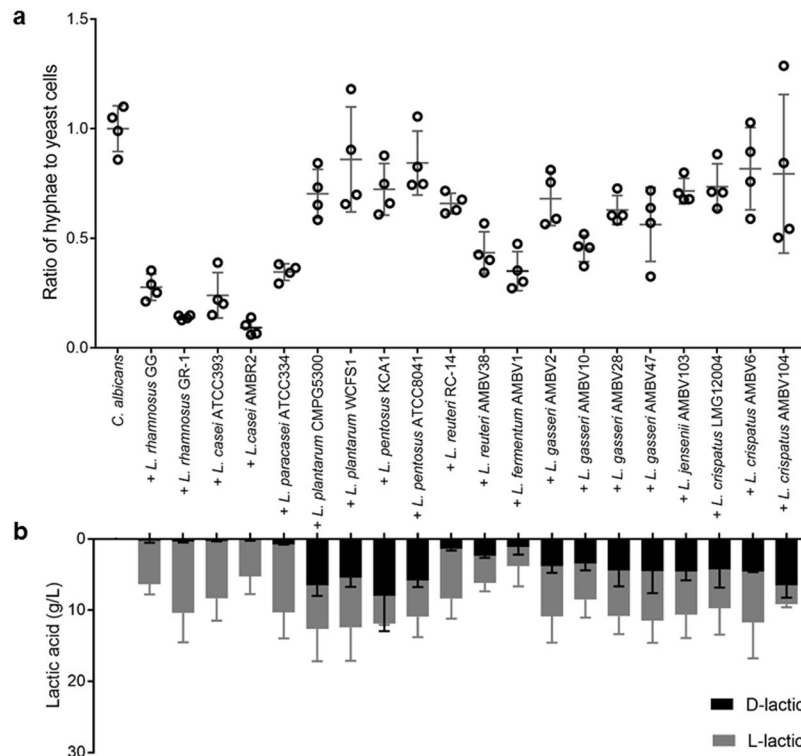 a
1.5
1.0
0.5
0.0
Ratio of hyphae to yeast cells
C. albicans
+ L. rhamnosus GG
+ L. rhamnosus GR-1
+ L. casei ATCC393
+ L.casei AMBR2
+ L. paracasei ATCC334
+ L. plantarum CMPG5300
+ L. plantarum WCFS1
+ L. pentosus KCA1
+ L. pentosus ATCC8041
+ L. reuteri RC-14
+ L. reuteri AMBV38
+ L. fermentum AMBV1
+ L. gasseri AMBV2
+ L. gasseri AMBV10
+ L. gasseri AMBV28
+ L. gasseri AMBV47
+ L. jensenii AMBV103
+ L. crispatus LMG12004
+ L. crispatus AMBV6
+ L. crispatus AMBV104
b
0
10
20
30
Lactic acid (g/L)
D-lactic
L-lactic